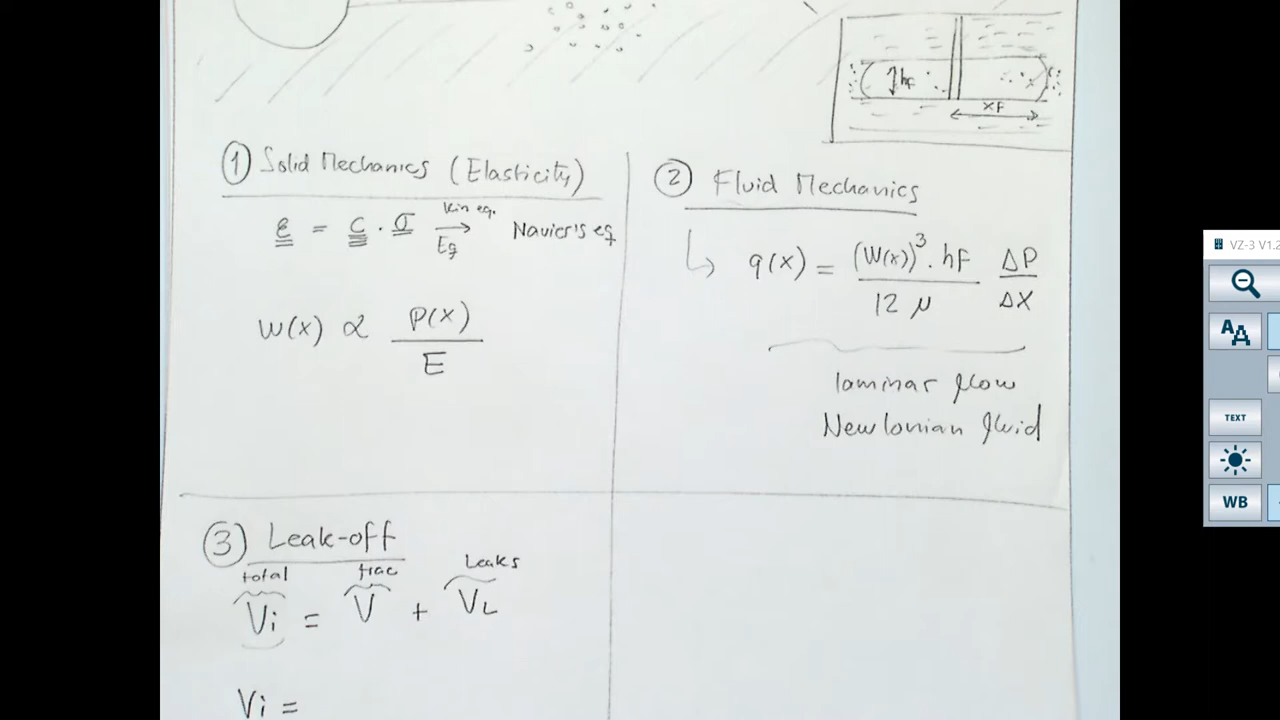 hF
xF
① Solid Mechanics (Elasticity)
ε = C · σ Kin eq. → Eq Navier's eq.
w(x) ∝ P(x) / E
② Fluid Mechanics
↳ q(x) = (W(x))³ · hF / 12 μ ΔP / ΔX
laminar flow
Newtonian fluid
③ Leak-off
total frac Leaks
Vi = V + VL
Vi =
VZ-3 V1.2
AA
TEXT
WB